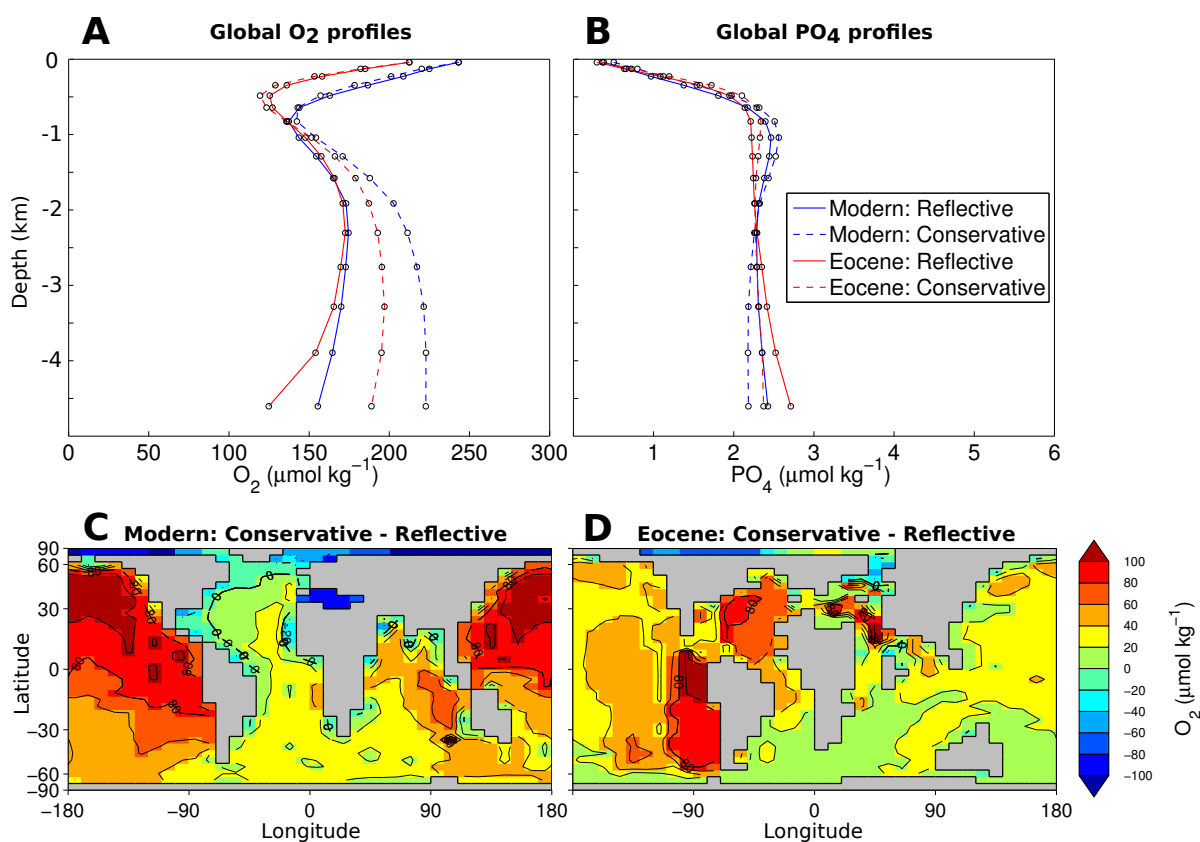 A Global O2 profiles
0
-1
-2
-3
-4
Depth (km)
0 50 100 150 200 250 300
O2 (μmol kg−1)
B Global PO4 profiles
Modern: Reflective
Modern: Conservative
Eocene: Reflective
Eocene: Conservative
1 2 3 4 5 6
PO4 (μmol kg−1)
C Modern: Conservative - Reflective
90
60
30
0
−30
−60
−90
Latitude
−180 −90 0 90 180
Longitude
D Eocene: Conservative - Reflective
−90 0 90 180
Longitude
100
80
60
40
20
0
−20
−40
−60
−80
−100
O2 (μmol kg−1)